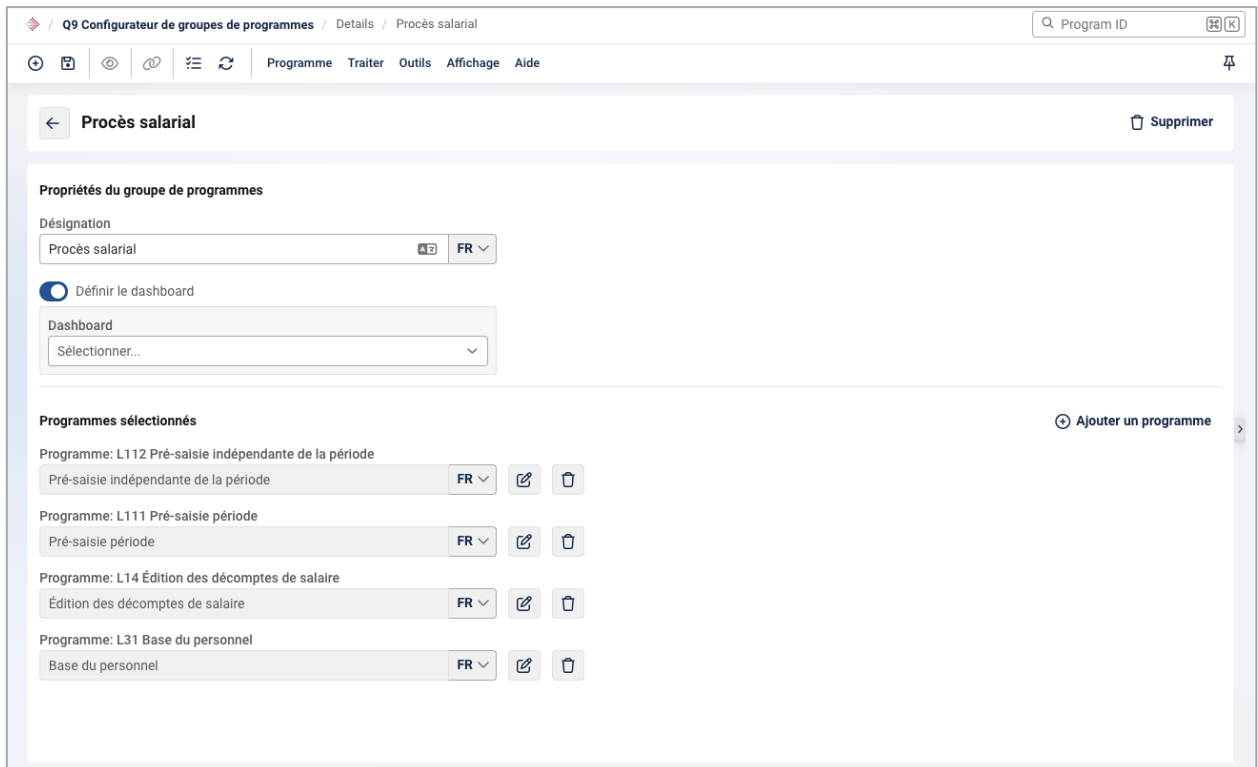 / Q9 Configurateur de groupes de programmes / Details / Procès salarial
Program ID ⌘ K
Programme Traiter Outils Affichage Aide
Procès salarial
Supprimer
Propriétés du groupe de programmes
Désignation
Procès salarial FR
Définir le dashboard
Dashboard
Sélectionner...
Programmes sélectionnés
Ajouter un programme
Programme: L112 Pré-saisie indépendante de la période
Pré-saisie indépendante de la période FR
Programme: L111 Pré-saisie période
Pré-saisie période FR
Programme: L14 Édition des décomptes de salaire
Édition des décomptes de salaire FR
Programme: L31 Base du personnel
Base du personnel FR